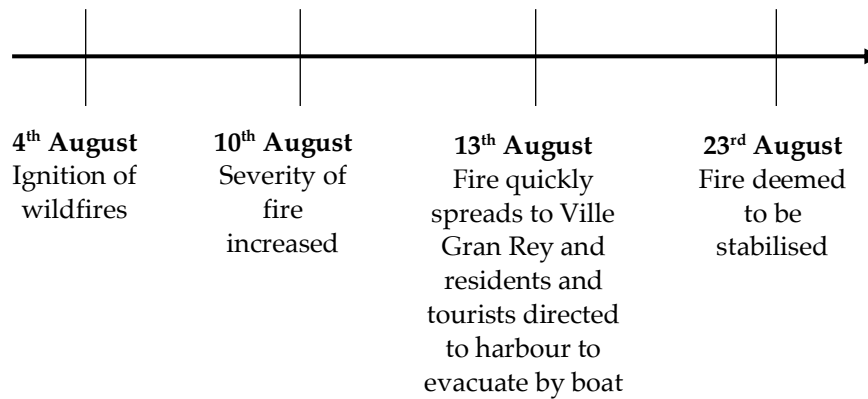 4th August
Ignition of
wildfires
10th August
Severity of
fire
increased
13th August
Fire quickly
spreads to Ville
Gran Rey and
residents and
tourists directed
to harbour to
evacuate by boat
23rd August
Fire deemed
to be
stabilised